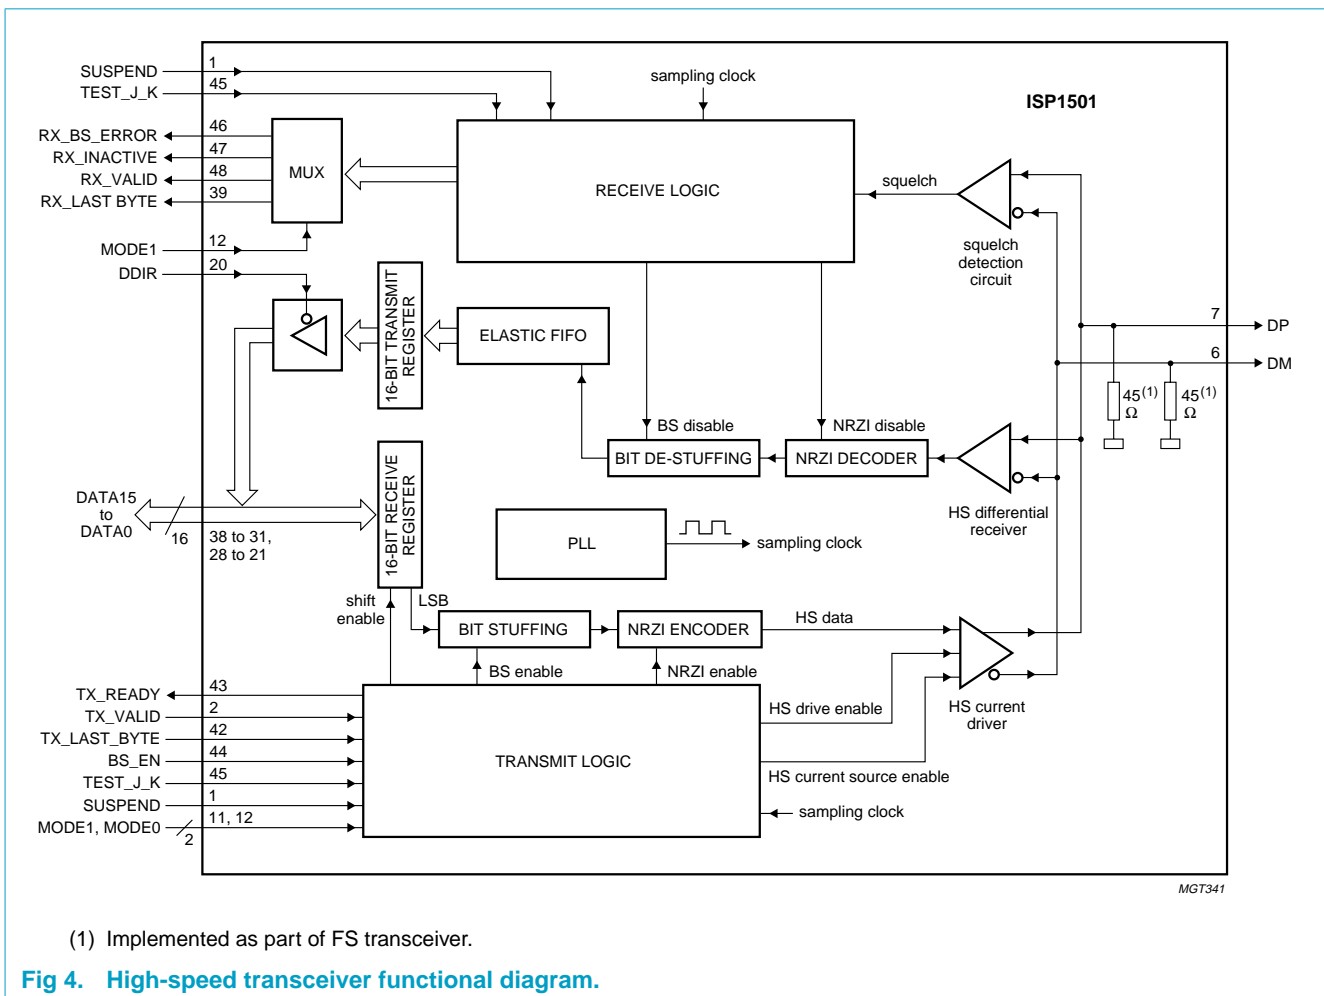 SUSPEND
1
TEST_J_K
45
sampling clock
ISP1501
RX_BS_ERROR
46
RX_INACTIVE
47
RX_VALID
48
RX_LAST BYTE
39
MUX
RECEIVE LOGIC
squelch
squelch
detection
circuit
MODE1
12
DDIR
20
16-BIT TRANSMIT
REGISTER
ELASTIC FIFO
7
DP
6
DM
45(1)
Ω
45(1)
Ω
BS disable
NRZI disable
BIT DE-STUFFING
NRZI DECODER
HS differential
receiver
DATA15
to
DATA0
16
38 to 31,
28 to 21
16-BIT RECEIVE
REGISTER
PLL
sampling clock
shift
enable
LSB
BIT STUFFING
NRZI ENCODER
HS data
BS enable
NRZI enable
HS current
driver
TX_READY
43
TX_VALID
2
TX_LAST_BYTE
42
BS_EN
44
TEST_J_K
45
SUSPEND
1
MODE1, MODE0
2
11, 12
TRANSMIT LOGIC
HS drive enable
HS current source enable
sampling clock
MGT341
(1) Implemented as part of FS transceiver.
Fig 4. High-speed transceiver functional diagram.